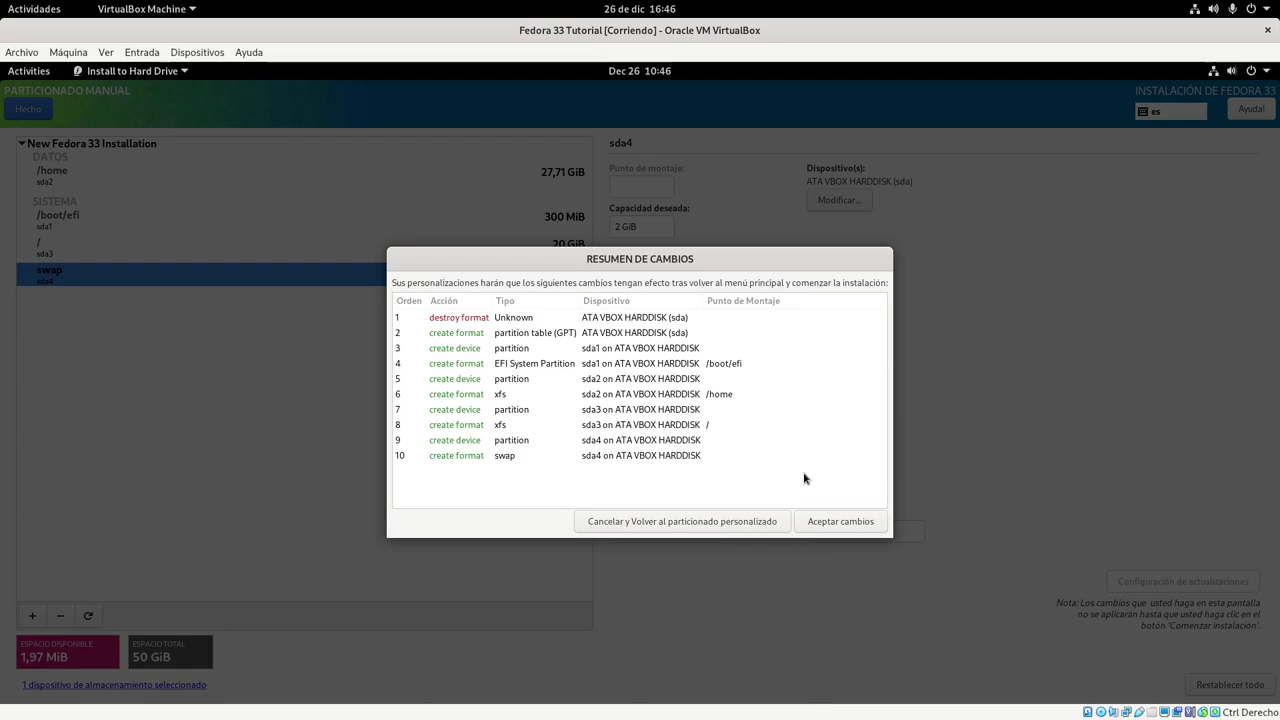 Actividades VirtualBox Machine 26 de dic 16:46
Fedora 33 Tutorial [Corriendo] - Oracle VM VirtualBox ×
Archivo Máquina Ver Entrada Dispositivos Ayuda
Activities Install to Hard Drive Dec 26 10:46
PARTICIONADO MANUAL INSTALACIÓN DE FEDORA 33
Hecho es Ayuda!
New Fedora 33 Installation
DATOS
/home 27,71 GiB
sda2
SISTEMA
/boot/efi 300 MiB
sda1
/ 20 GiB
sda3
swap
sda4
sda4
Punto de montaje: Dispositivo(s):
ATA VBOX HARDDISK (sda)
Modificar...
Capacidad deseada:
2 GiB
RESUMEN DE CAMBIOS
Sus personalizaciones harán que los siguientes cambios tengan efecto tras volver al menú principal y comenzar la instalación:
Orden Acción Tipo Dispositivo Punto de Montaje
1 destroy format Unknown ATA VBOX HARDDISK (sda)
2 create format partition table (GPT) ATA VBOX HARDDISK (sda)
3 create device partition sda1 on ATA VBOX HARDDISK
4 create format EFI System Partition sda1 on ATA VBOX HARDDISK /boot/efi
5 create device partition sda2 on ATA VBOX HARDDISK
6 create format xfs sda2 on ATA VBOX HARDDISK /home
7 create device partition sda3 on ATA VBOX HARDDISK
8 create format xfs sda3 on ATA VBOX HARDDISK /
9 create device partition sda4 on ATA VBOX HARDDISK
10 create format swap sda4 on ATA VBOX HARDDISK
Cancelar y Volver al particionado personalizado Aceptar cambios
Configuración de actualizaciones
Nota: Los cambios que usted haga en esta pantalla
no se aplicarán hasta que usted haga clic en el
botón 'Comenzar instalación'.
+ −
ESPACIO DISPONIBLE
1,97 MiB
ESPACIO TOTAL
50 GiB
1 dispositivo de almacenamiento seleccionado Restablecer todo
Ctrl Derecho